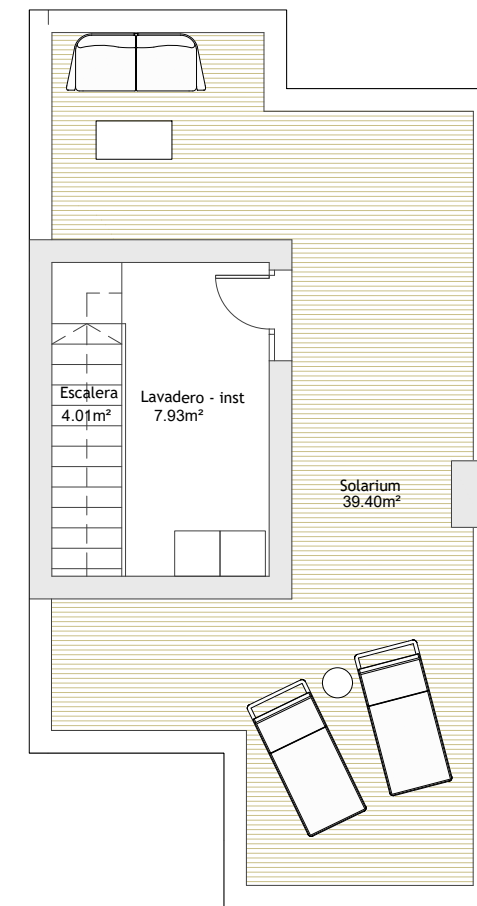 Escalera
4.01m²
Lavadero - inst
7.93m²
Solarium
39.40m²